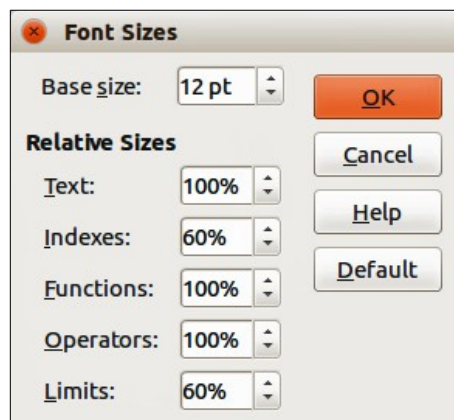 Font Sizes
Base size: 12 pt
OK
Relative Sizes
Cancel
Text: 100%
Help
Indexes: 60%
Default
Functions: 100%
Operators: 100%
Limits: 60%